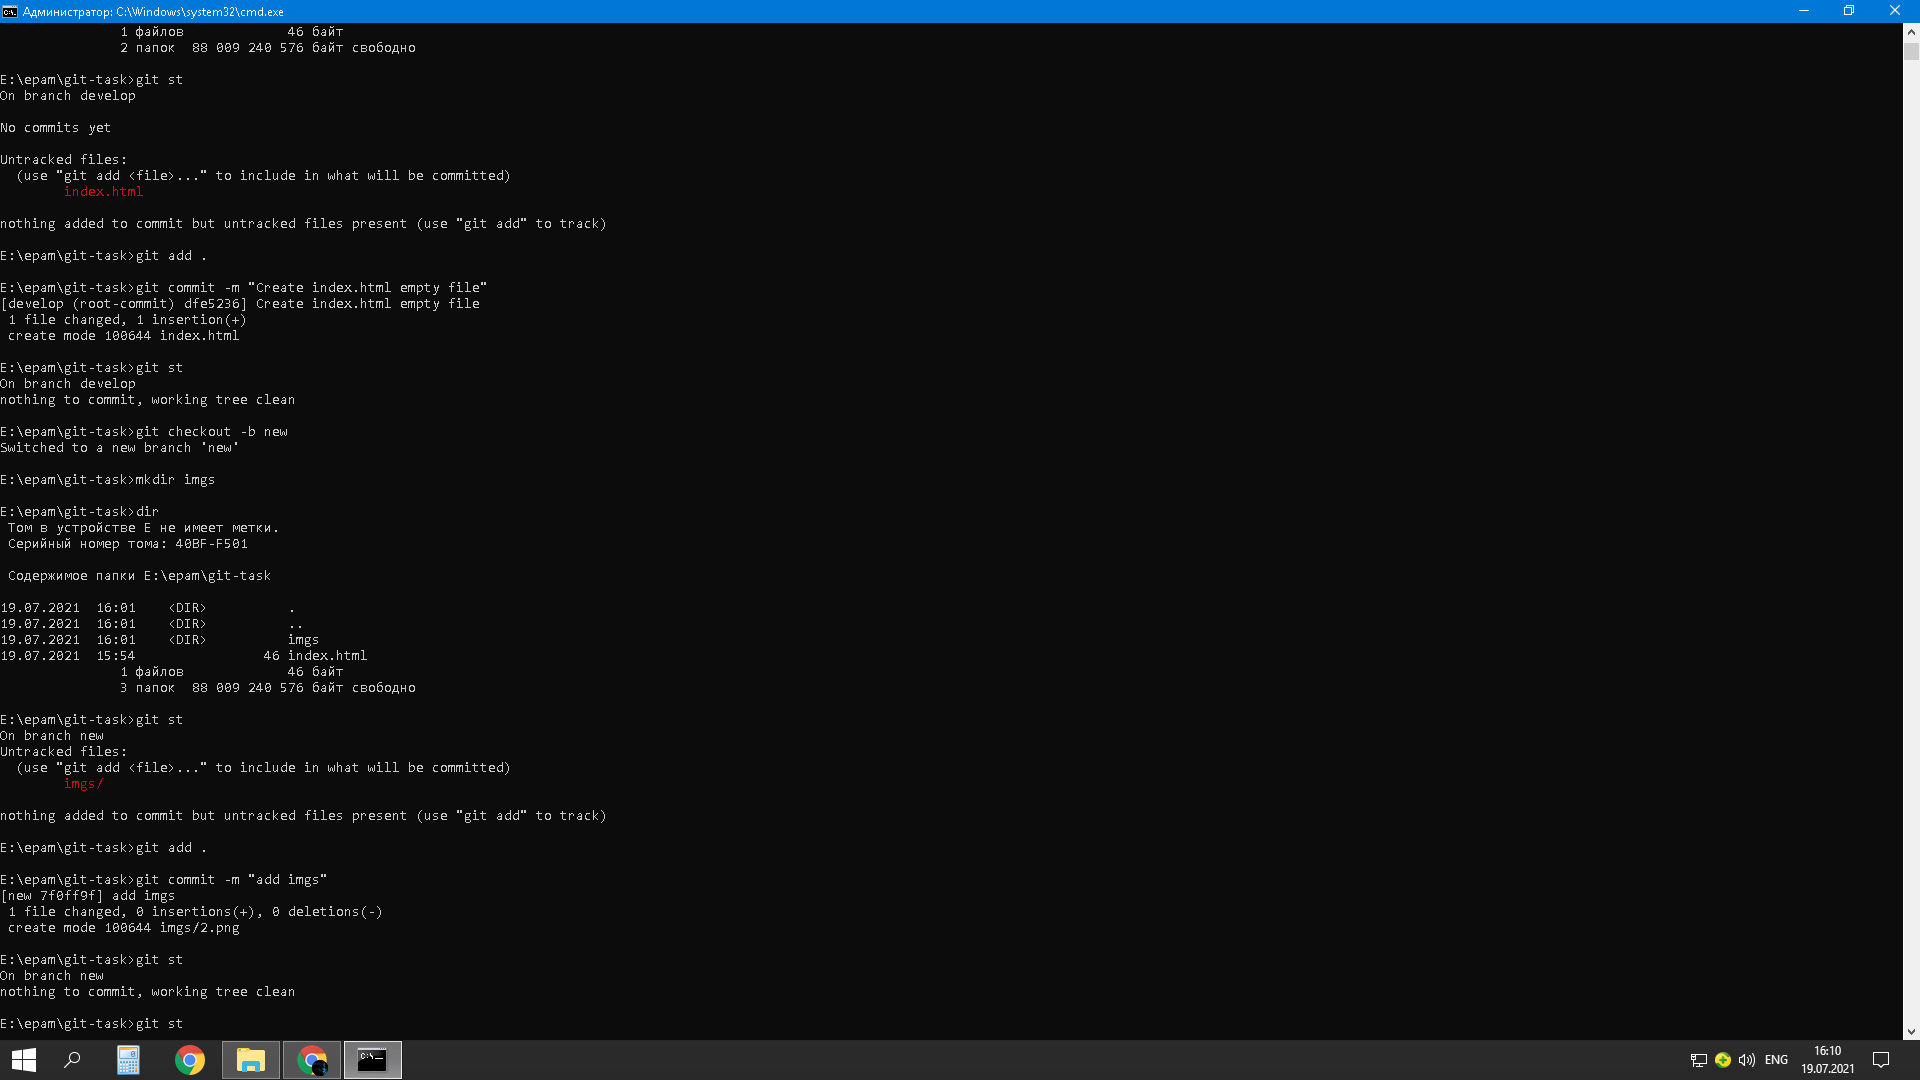 Администратор: C:\Windows\system32\cmd.exe
1 файлов 46 байт
2 папок 88 009 240 576 байт свободно
E:\epam\git-task>git st
On branch develop
No commits yet
Untracked files:
(use "git add <file>..." to include in what will be committed)
index.html
nothing added to commit but untracked files present (use "git add" to track)
E:\epam\git-task>git add .
E:\epam\git-task>git commit -m "Create index.html empty file"
[develop (root-commit) dfe5236] Create index.html empty file
1 file changed, 1 insertion(+)
create mode 100644 index.html
E:\epam\git-task>git st
On branch develop
nothing to commit, working tree clean
E:\epam\git-task>git checkout -b new
Switched to a new branch 'new'
E:\epam\git-task>mkdir imgs
E:\epam\git-task>dir
Том в устройстве E не имеет метки.
Серийный номер тома: 40BF-F501
Содержимое папки E:\epam\git-task
19.07.2021 16:01 <DIR> .
19.07.2021 16:01 <DIR> ..
19.07.2021 16:01 <DIR> imgs
19.07.2021 15:54 46 index.html
1 файлов 46 байт
3 папок 88 009 240 576 байт свободно
E:\epam\git-task>git st
On branch new
Untracked files:
(use "git add <file>..." to include in what will be committed)
imgs/
nothing added to commit but untracked files present (use "git add" to track)
E:\epam\git-task>git add .
E:\epam\git-task>git commit -m "add imgs"
[new 7f0ff9f] add imgs
1 file changed, 0 insertions(+), 0 deletions(-)
create mode 100644 imgs/2.png
E:\epam\git-task>git st
On branch new
nothing to commit, working tree clean
E:\epam\git-task>git st
ENG
16:10
19.07.2021